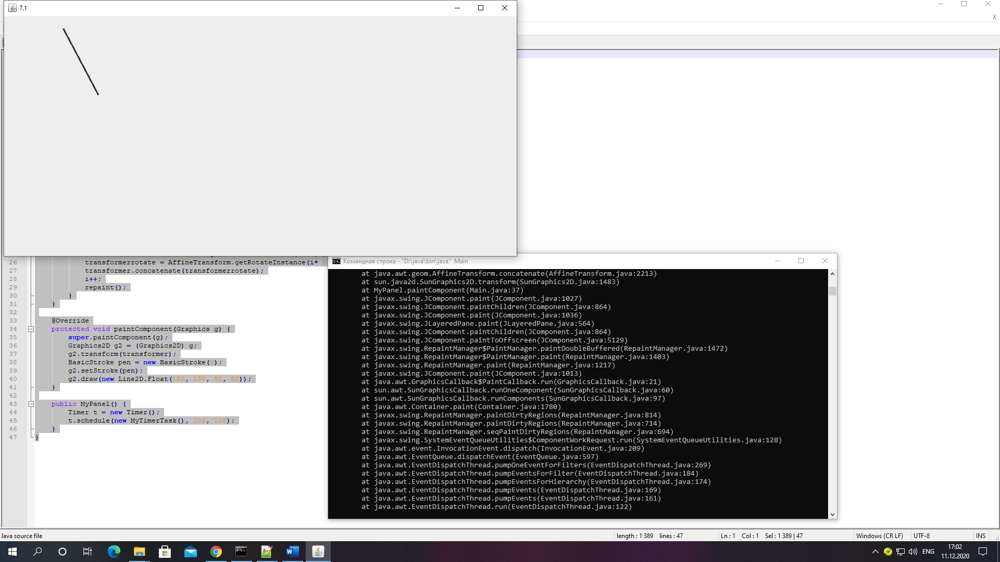 7.1
X
26 transformerrotate = AffineTransform.getRotateInstance(i* 0
27 transformer.concatenate(transformerrotate);
28 i++;
29 repaint();
30 }
31 }
32
33 @Override
34 protected void paintComponent(Graphics g) {
35 super.paintComponent(g);
36 Graphics2D g2 = (Graphics2D) g;
37 g2.transform(transformer);
38 BasicStroke pen = new BasicStroke(3);
39 g2.setStroke(pen);
40 g2.draw(new Line2D.Float(150, 150, 50, 50));
41 }
42
43 public MyPanel() {
44 Timer t = new Timer();
45 t.schedule(new MyTimerTask(), 100, 100);
46 }
47 }
Командная строка - "D:\java\bin\java" Main
at java.awt.geom.AffineTransform.concatenate(AffineTransform.java:2213)
at sun.java2d.SunGraphics2D.transform(SunGraphics2D.java:1483)
at MyPanel.paintComponent(Main.java:37)
at javax.swing.JComponent.paint(JComponent.java:1027)
at javax.swing.JComponent.paintChildren(JComponent.java:864)
at javax.swing.JComponent.paint(JComponent.java:1036)
at javax.swing.JLayeredPane.paint(JLayeredPane.java:564)
at javax.swing.JComponent.paintChildren(JComponent.java:864)
at javax.swing.JComponent.paintToOffscreen(JComponent.java:5129)
at javax.swing.RepaintManager$PaintManager.paintDoubleBuffered(RepaintManager.java:1472)
at javax.swing.RepaintManager$PaintManager.paint(RepaintManager.java:1403)
at javax.swing.RepaintManager.paint(RepaintManager.java:1217)
at javax.swing.JComponent.paint(JComponent.java:1013)
at java.awt.GraphicsCallback$PaintCallback.run(GraphicsCallback.java:21)
at sun.awt.SunGraphicsCallback.runOneComponent(SunGraphicsCallback.java:60)
at sun.awt.SunGraphicsCallback.runComponents(SunGraphicsCallback.java:97)
at java.awt.Container.paint(Container.java:1780)
at javax.swing.RepaintManager.paintDirtyRegions(RepaintManager.java:814)
at javax.swing.RepaintManager.paintDirtyRegions(RepaintManager.java:714)
at javax.swing.RepaintManager.seqPaintDirtyRegions(RepaintManager.java:694)
at javax.swing.SystemEventQueueUtilities$ComponentWorkRequest.run(SystemEventQueueUtilities.java:128)
at java.awt.event.InvocationEvent.dispatch(InvocationEvent.java:209)
at java.awt.EventQueue.dispatchEvent(EventQueue.java:597)
at java.awt.EventDispatchThread.pumpOneEventForFilters(EventDispatchThread.java:269)
at java.awt.EventDispatchThread.pumpEventsForFilter(EventDispatchThread.java:184)
at java.awt.EventDispatchThread.pumpEventsForHierarchy(EventDispatchThread.java:174)
at java.awt.EventDispatchThread.pumpEvents(EventDispatchThread.java:169)
at java.awt.EventDispatchThread.pumpEvents(EventDispatchThread.java:161)
at java.awt.EventDispatchThread.run(EventDispatchThread.java:122)
Java source file length : 1 389 lines : 47 Ln : 1 Col : 1 Sel : 1 389 | 47 Windows (CR LF) UTF-8 INS
ENG 17:02
11.12.2020